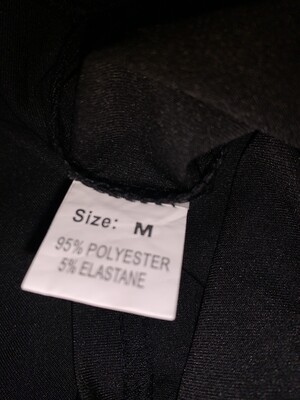 Size: M
95% POLYESTER
5% ELASTANE